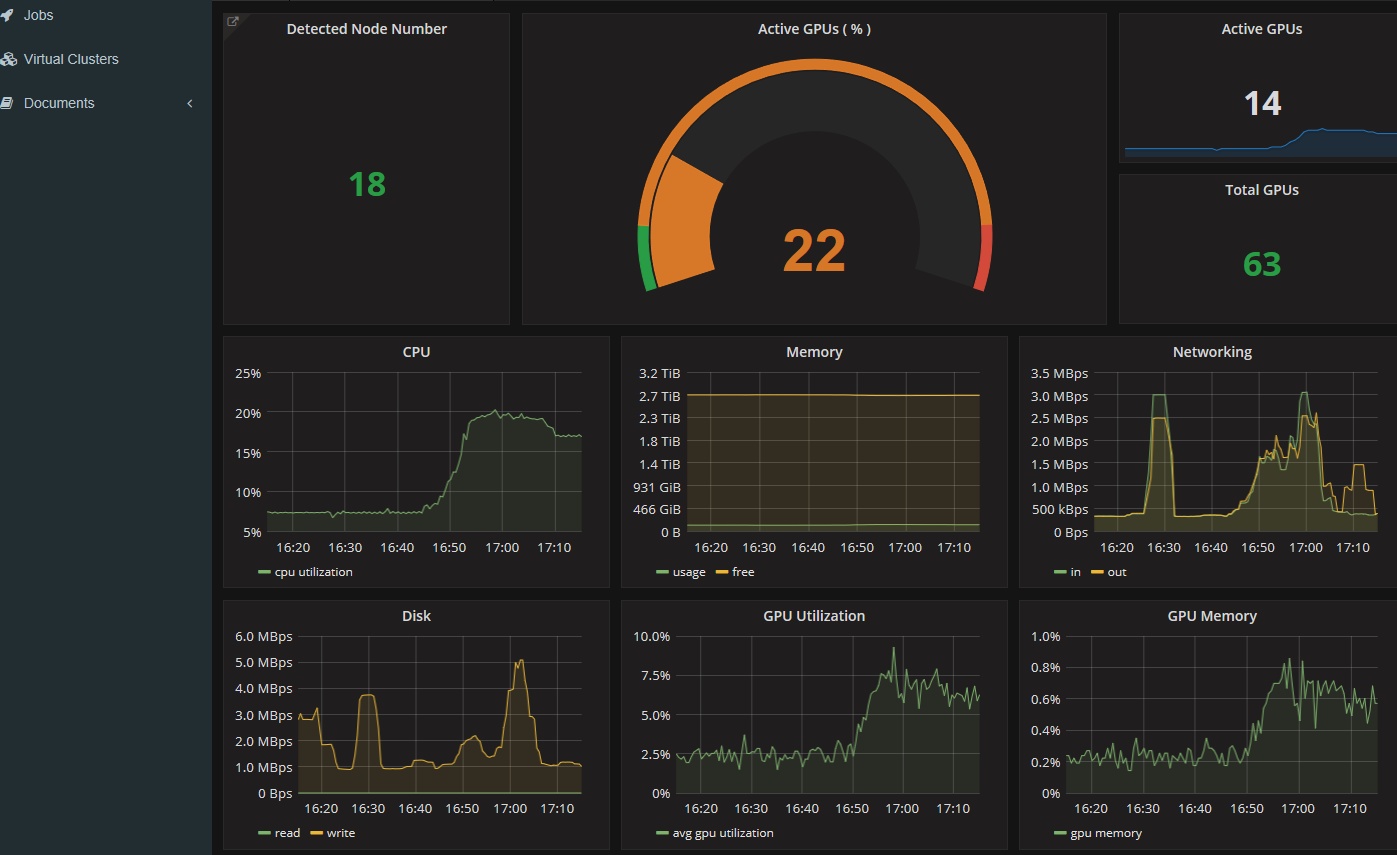 Jobs
Virtual Clusters
Documents
Detected Node Number
18
Active GPUs ( % )
22
Active GPUs
14
Total GPUs
63
CPU
25%
20%
15%
10%
5%
16:20 16:30 16:40 16:50 17:00 17:10
cpu utilization
Memory
3.2 TiB
2.7 TiB
2.3 TiB
1.8 TiB
1.4 TiB
931 GiB
466 GiB
0 B
16:20 16:30 16:40 16:50 17:00 17:10
usage free
Networking
3.5 MBps
3.0 MBps
2.5 MBps
2.0 MBps
1.5 MBps
1.0 MBps
500 kBps
0 Bps
16:20 16:30 16:40 16:50 17:00 17:10
in out
Disk
6.0 MBps
5.0 MBps
4.0 MBps
3.0 MBps
2.0 MBps
1.0 MBps
0 Bps
16:20 16:30 16:40 16:50 17:00 17:10
read write
GPU Utilization
10.0%
7.5%
5.0%
2.5%
0%
16:20 16:30 16:40 16:50 17:00 17:10
avg gpu utilization
GPU Memory
1.0%
0.8%
0.6%
0.4%
0.2%
0%
16:20 16:30 16:40 16:50 17:00 17:10
gpu memory